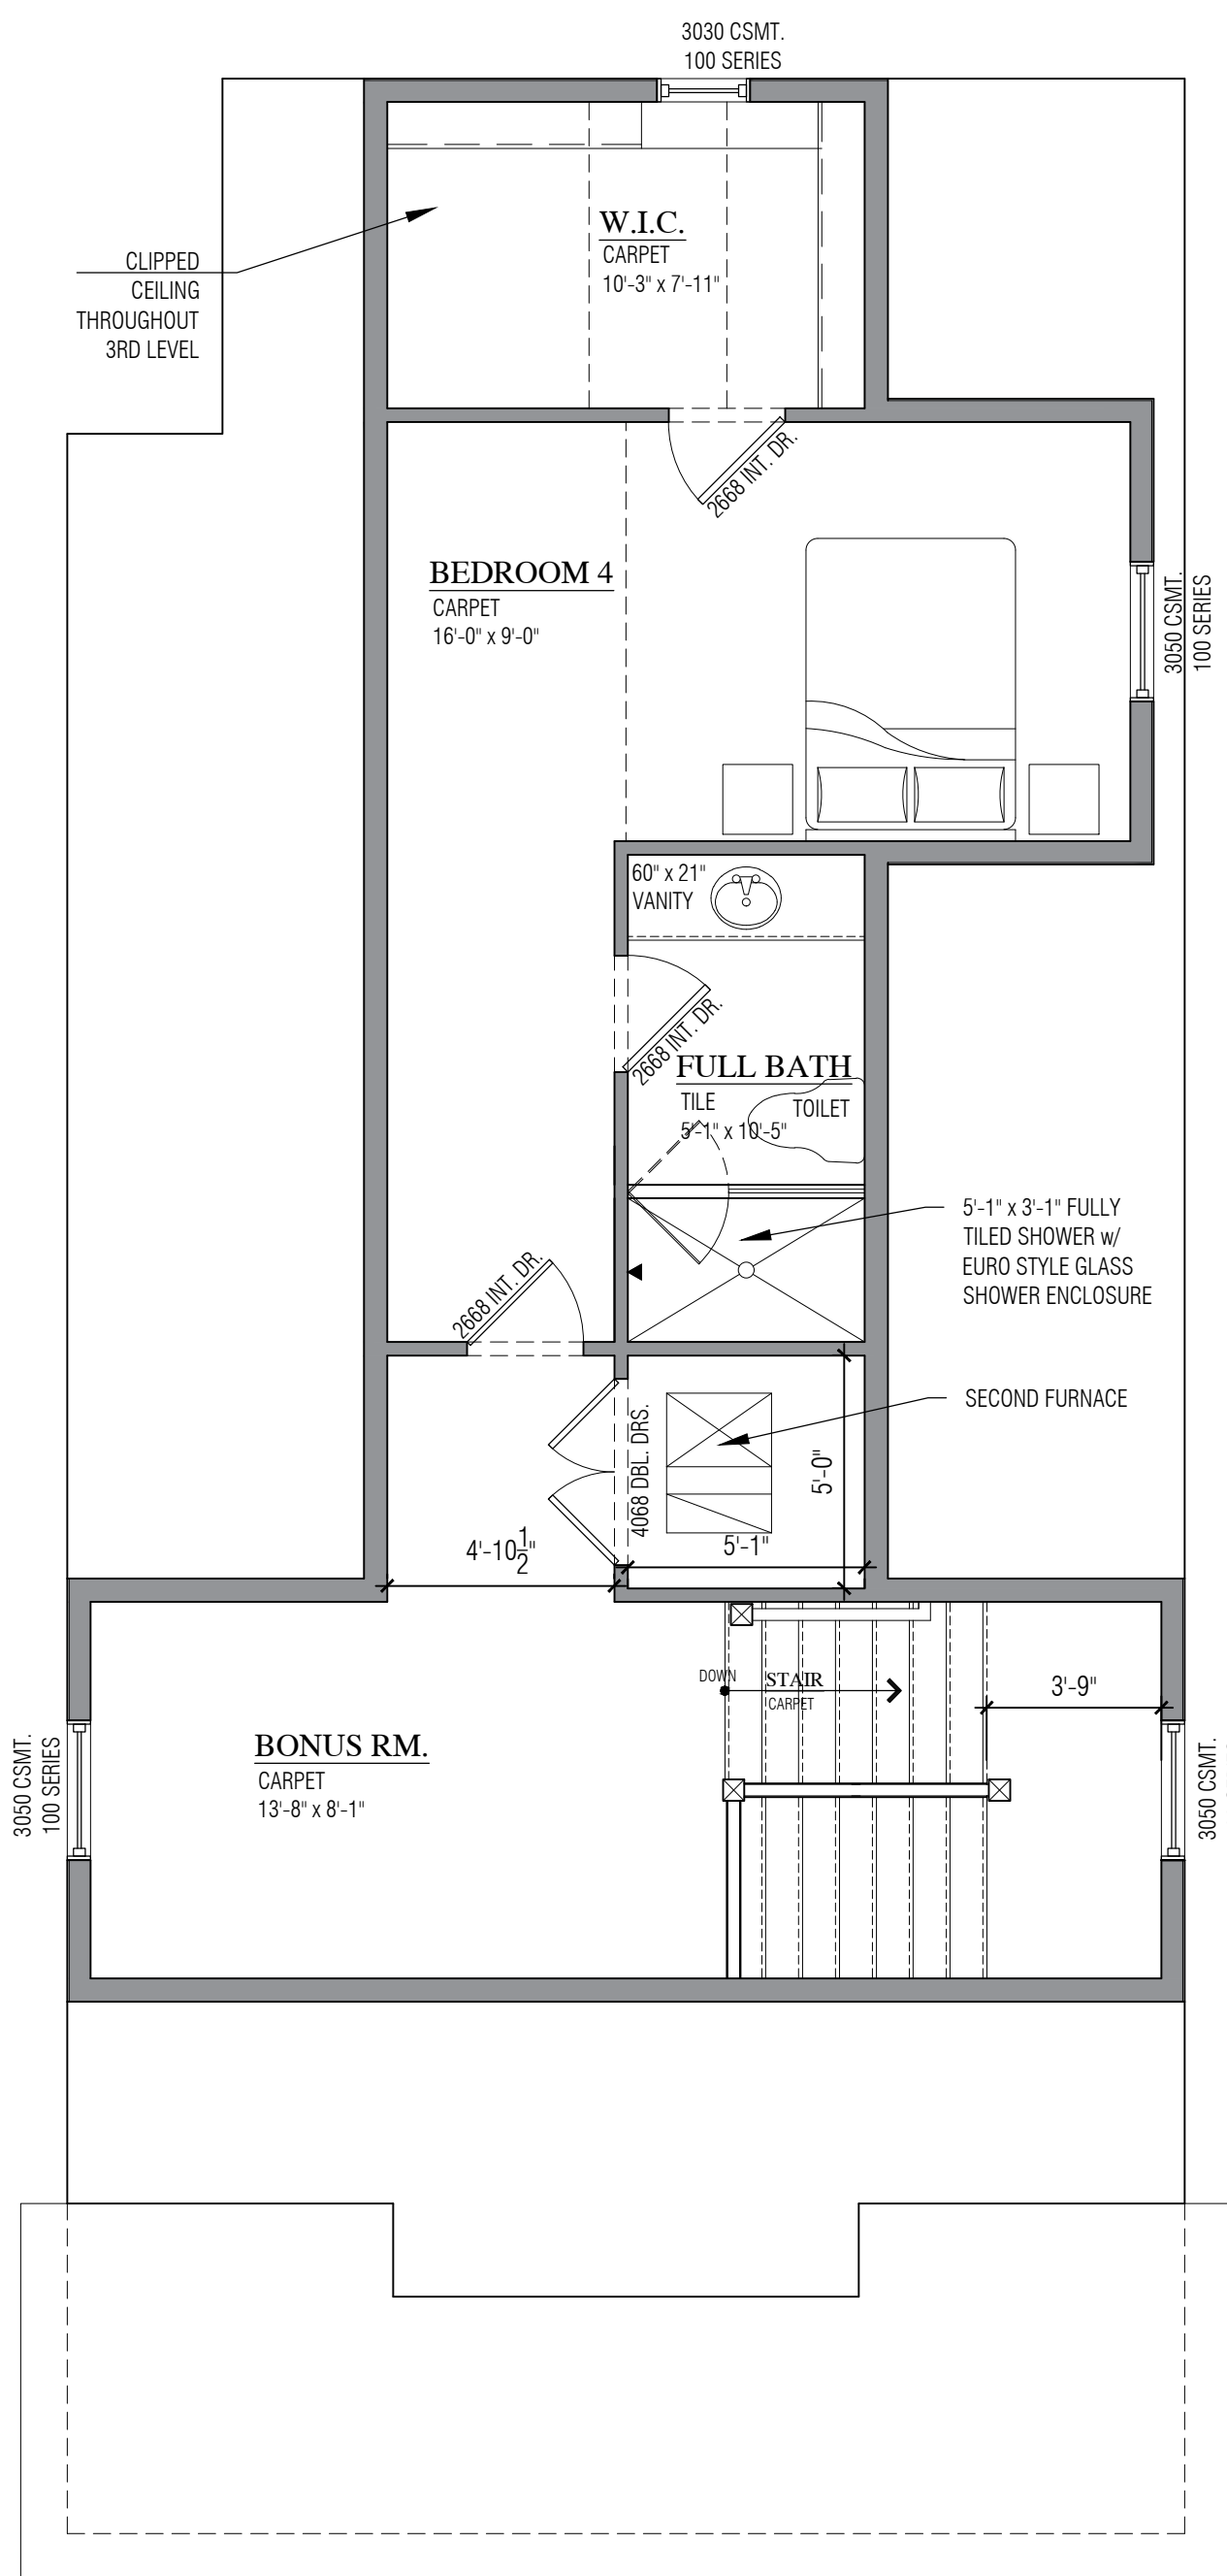 3030 CSMT.
100 SERIES
W.I.C.
CARPET
10'-3" x 7'-11"
CLIPPED
CEILING
THROUGHOUT
3RD LEVEL
2668 INT. DR.
BEDROOM 4
CARPET
16'-0" x 9'-0"
3050 CSMT.
100 SERIES
60" x 21"
VANITY
2668 INT. DR.
FULL BATH
TILE
TOILET
5'-1" x 10'-5"
5'-1" x 3'-1" FULLY
TILED SHOWER w/
EURO STYLE GLASS
SHOWER ENCLOSURE
2668 INT. DR.
SECOND FURNACE
4068 DBL. DRS.
5'-0"
4'-10 1/2"
5'-1"
DOWN
STAIR
CARPET
3'-9"
BONUS RM.
CARPET
13'-8" x 8'-1"
3050 CSMT.
100 SERIES
3050 CSMT.